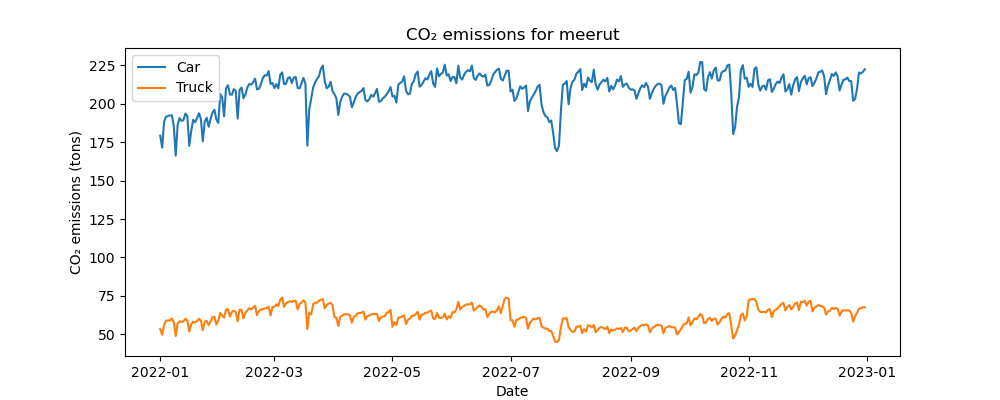 CO₂ emissions for meerut
Car
Truck
CO₂ emissions (tons)
225
200
175
150
125
100
75
50
2022-01 2022-03 2022-05 2022-07 2022-09 2022-11 2023-01
Date